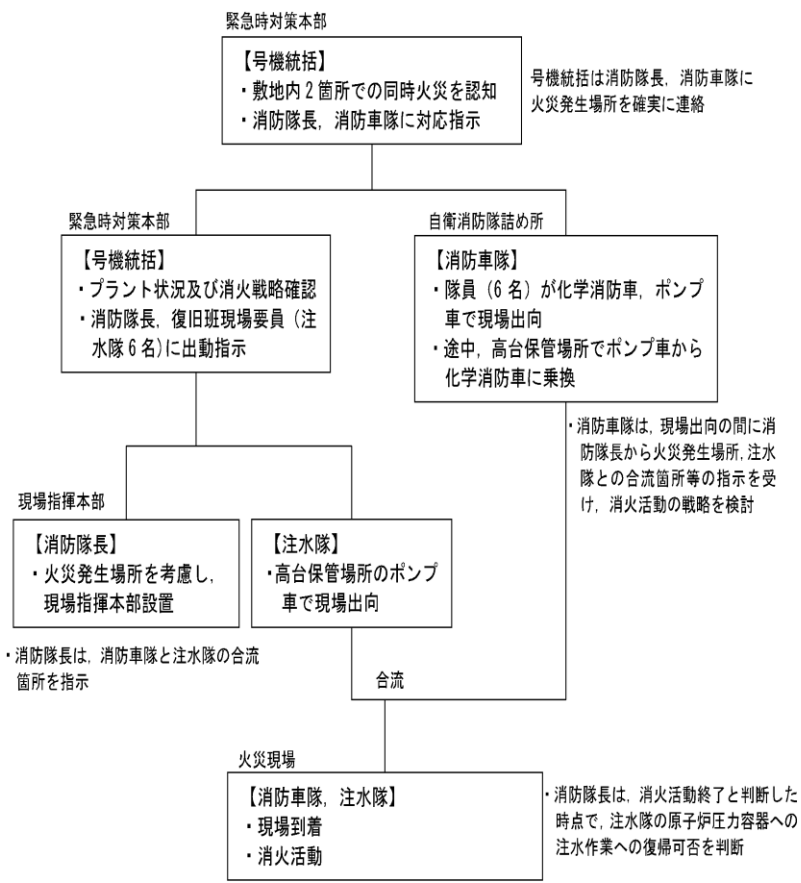 緊急時対策本部
【号機統括】
・敷地内２箇所での同時火災を認知
・消防隊長，消防車隊に対応指示
号機統括は消防隊長，消防車隊に
火災発生場所を確実に連絡
緊急時対策本部
【号機統括】
・プラント状況及び消火戦略確認
・消防隊長，復旧班現場要員（注
水隊６名）に出動指示
自衛消防隊詰め所
【消防車隊】
・隊員（６名）が化学消防車，ポンプ
車で現場出向
・途中，高台保管場所でポンプ車から
化学消防車に乗換
・消防車隊は，現場出向の間に消
防隊長から火災発生場所，注水
隊との合流箇所等の指示を受
け，消火活動の戦略を検討
現場指揮本部
【消防隊長】
・火災発生場所を考慮し，
現場指揮本部設置
【注水隊】
・高台保管場所のポンプ
車で現場出向
・消防隊長は，消防車隊と注水隊の合流
箇所を指示
合流
火災現場
【消防車隊，注水隊】
・現場到着
・消火活動
・消防隊長は，消火活動終了と判断した
時点で，注水隊の原子炉圧力容器への
注水作業への復帰可否を判断